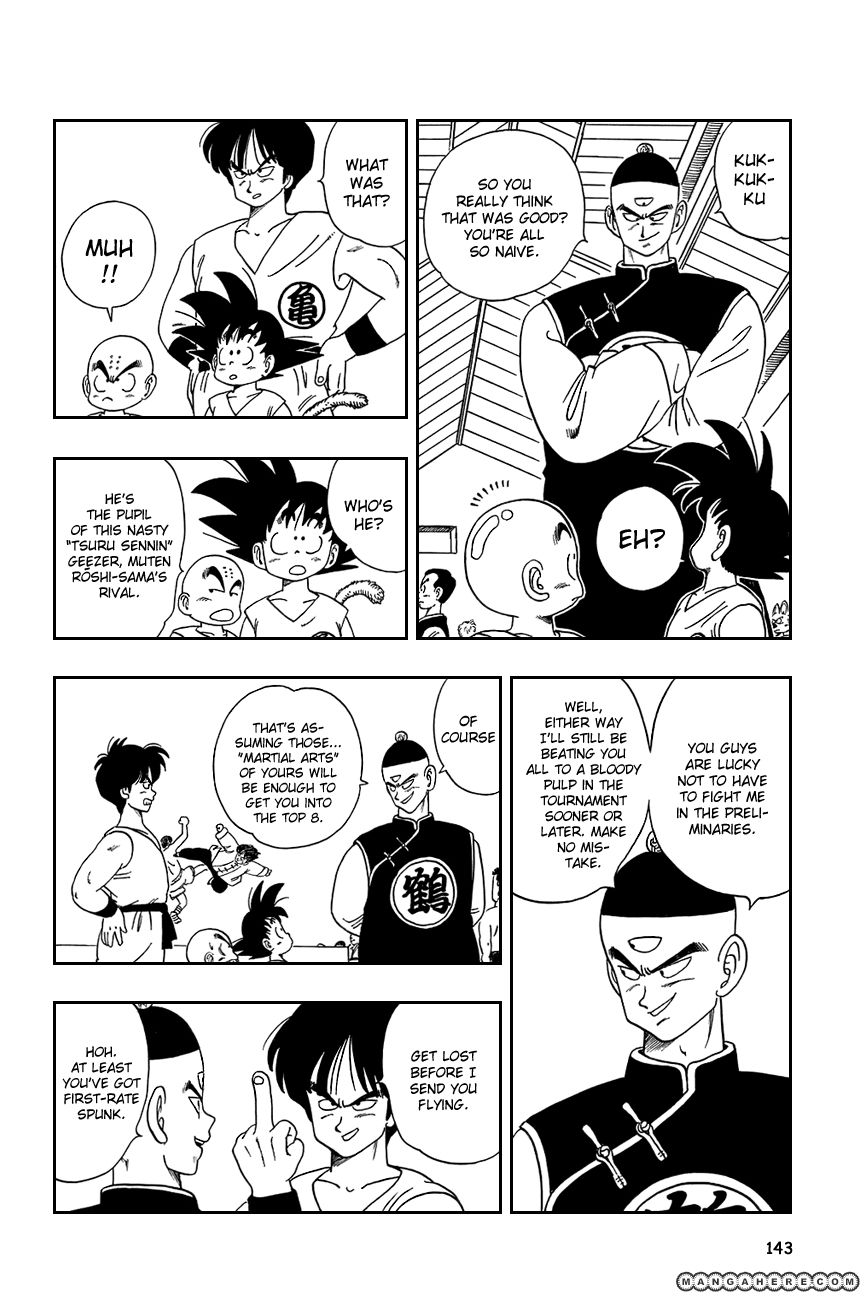 KUK-
KUK-
KU
SO YOU
REALLY THINK
THAT WAS GOOD?
YOU'RE ALL
SO NAIVE.
EH?
WHAT
WAS
THAT?
亀
MUH
!!
WHO'S
HE?
HE'S
THE PUPIL
OF THIS NASTY
"TSURU SENNIN"
GEEZER, MUTEN
RŌSHI-SAMA'S
RIVAL.
YOU GUYS
ARE LUCKY
NOT TO HAVE
TO FIGHT ME
IN THE PRELI-
MINARIES.
WELL,
EITHER WAY
I'LL STILL BE
BEATING YOU
ALL TO A BLOODY
PULP IN THE
TOURNAMENT
SOONER OR
LATER. MAKE
NO MIS-
TAKE.
OF
COURSE
THAT'S AS-
SUMING THOSE...
"MARTIAL ARTS"
OF YOURS WILL
BE ENOUGH TO
GET YOU INTO
THE TOP 8.
鶴
GET LOST
BEFORE I
SEND YOU
FLYING.
HOH.
AT LEAST
YOU'VE GOT
FIRST-RATE
SPUNK.
143
MANGAHERE.COM